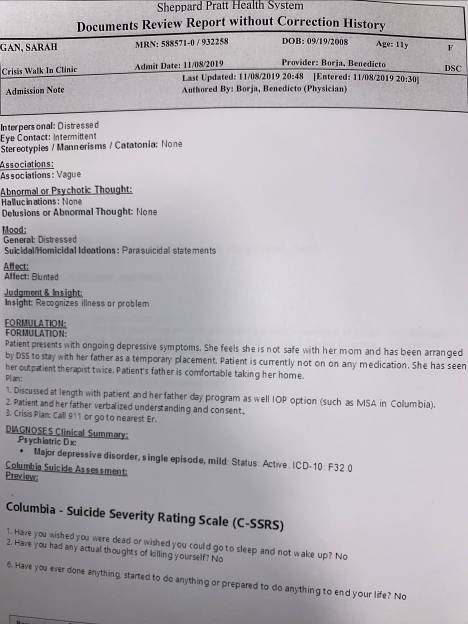 Sheppard Pratt Health System
Documents Review Report without Correction History
GAN, SARAH MRN: 588571-0 / 932258 DOB: 09/19/2008 Age: 11y F
Crisis Walk In Clinic Admit Date: 11/08/2019 Provider: Borja, Benedicto DSC
Last Updated: 11/08/2019 20:48 [Entered: 11/08/2019 20:30]
Admission Note Authored By: Borja, Benedicto (Physician)
Interpersonal: Distressed
Eye Contact: Intermittent
Stereotypies / Mannerisms / Catatonia: None
Associations:
Associations: Vague
Abnormal or Psychotic Thought:
Hallucinations: None
Delusions or Abnormal Thought: None
Mood:
General: Distressed
Suicidal/Homicidal Ideations: Parasuicidal statements
Affect:
Affect: Blunted
Judgment & Insight:
Insight: Recognizes illness or problem
FORMULATION:
FORMULATION:
Patient presents with ongoing depressive symptoms. She feels she is not safe with her mom and has been arranged
by DSS to stay with her father as a temporary placement. Patient is currently not on on any medication. She has seen
her outpatient therapist twice. Patient's father is comfortable taking her home.
Plan:
1. Discussed at length with patient and her father day program as well IOP option (such as MSA in Columbia).
2. Patient and her father verbalized understanding and consent.
3. Crisis Plan: Call 911 or go to nearest Er.
DIAGNOSES Clinical Summary:
Psychiatric Dx:
• Major depressive disorder, single episode, mild: Status: Active: ICD-10: F32.0
Columbia Suicide Assessment:
Preview:
Columbia - Suicide Severity Rating Scale (C-SSRS)
1. Have you wished you were dead or wished you could go to sleep and not wake up? No
2. Have you had any actual thoughts of killing yourself? No
6. Have you ever done anything, started to do anything or prepared to do anything to end your life? No